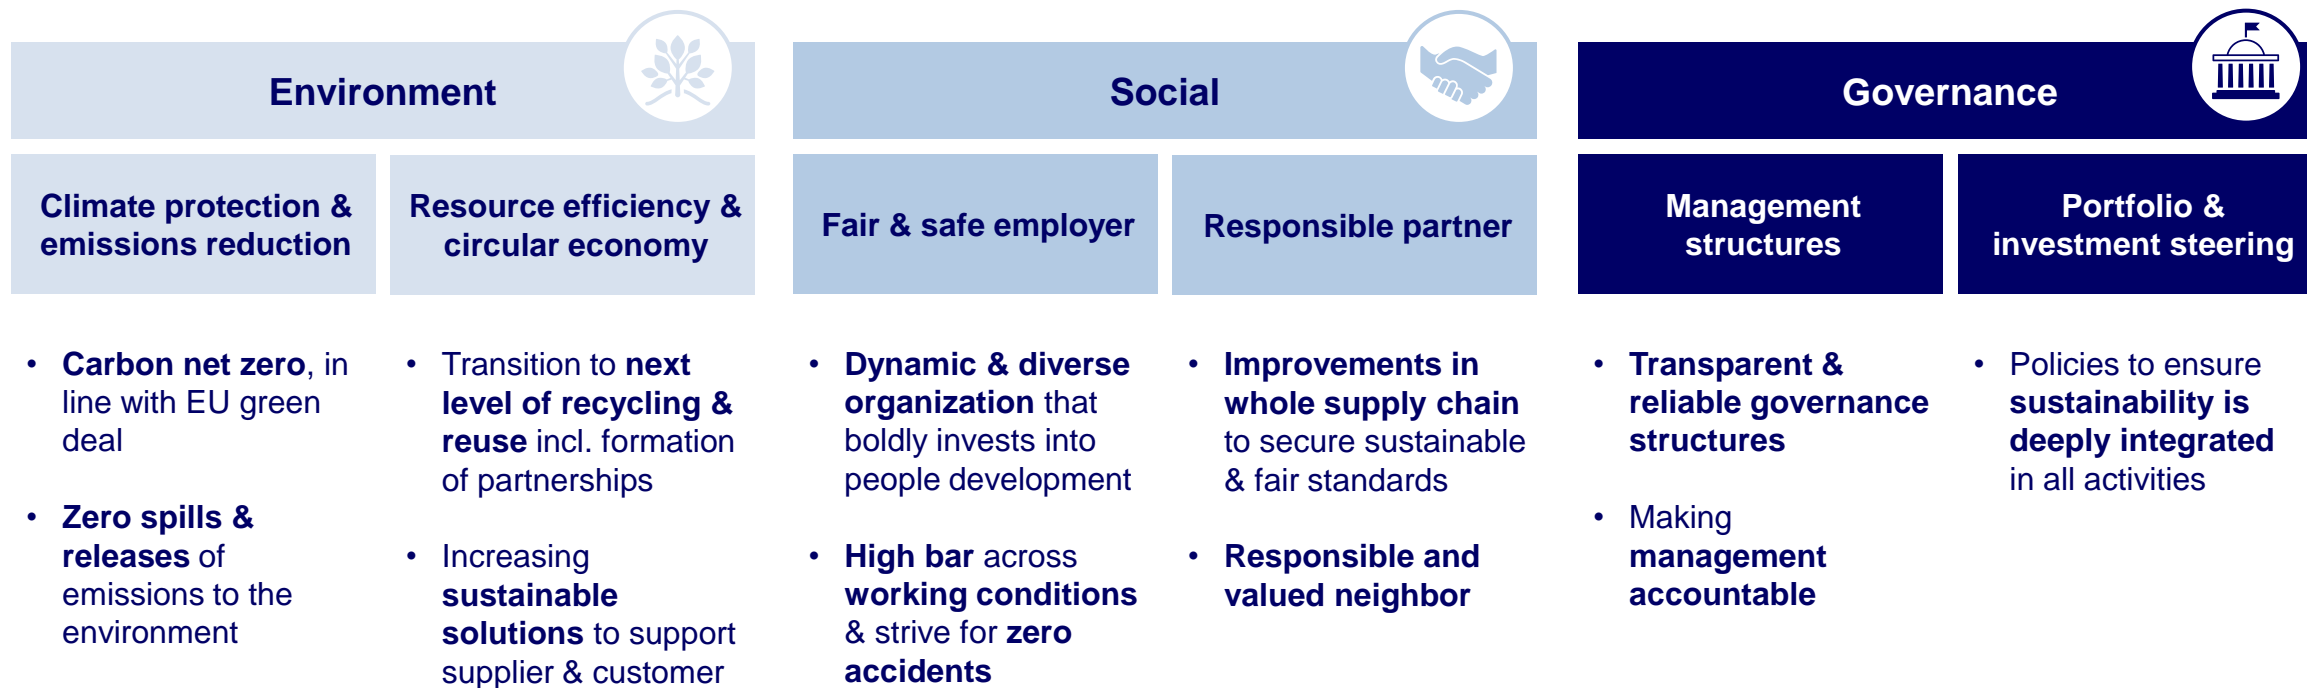 Environment
Social
Governance
Climate protection &
emissions reduction
Resource efficiency &
circular economy
Fair & safe employer
Responsible partner
Management
structures
Portfolio &
investment steering
• Carbon net zero, in
line with EU green
deal
• Zero spills &
releases of
emissions to the
environment
• Transition to next
level of recycling &
reuse incl. formation
of partnerships
• Increasing
sustainable
solutions to support
supplier & customer
• Dynamic & diverse
organization that
boldly invests into
people development
• High bar across
working conditions
& strive for zero
accidents
• Improvements in
whole supply chain
to secure sustainable
& fair standards
• Responsible and
valued neighbor
• Transparent &
reliable governance
structures
• Making
management
accountable
• Policies to ensure
sustainability is
deeply integrated
in all activities